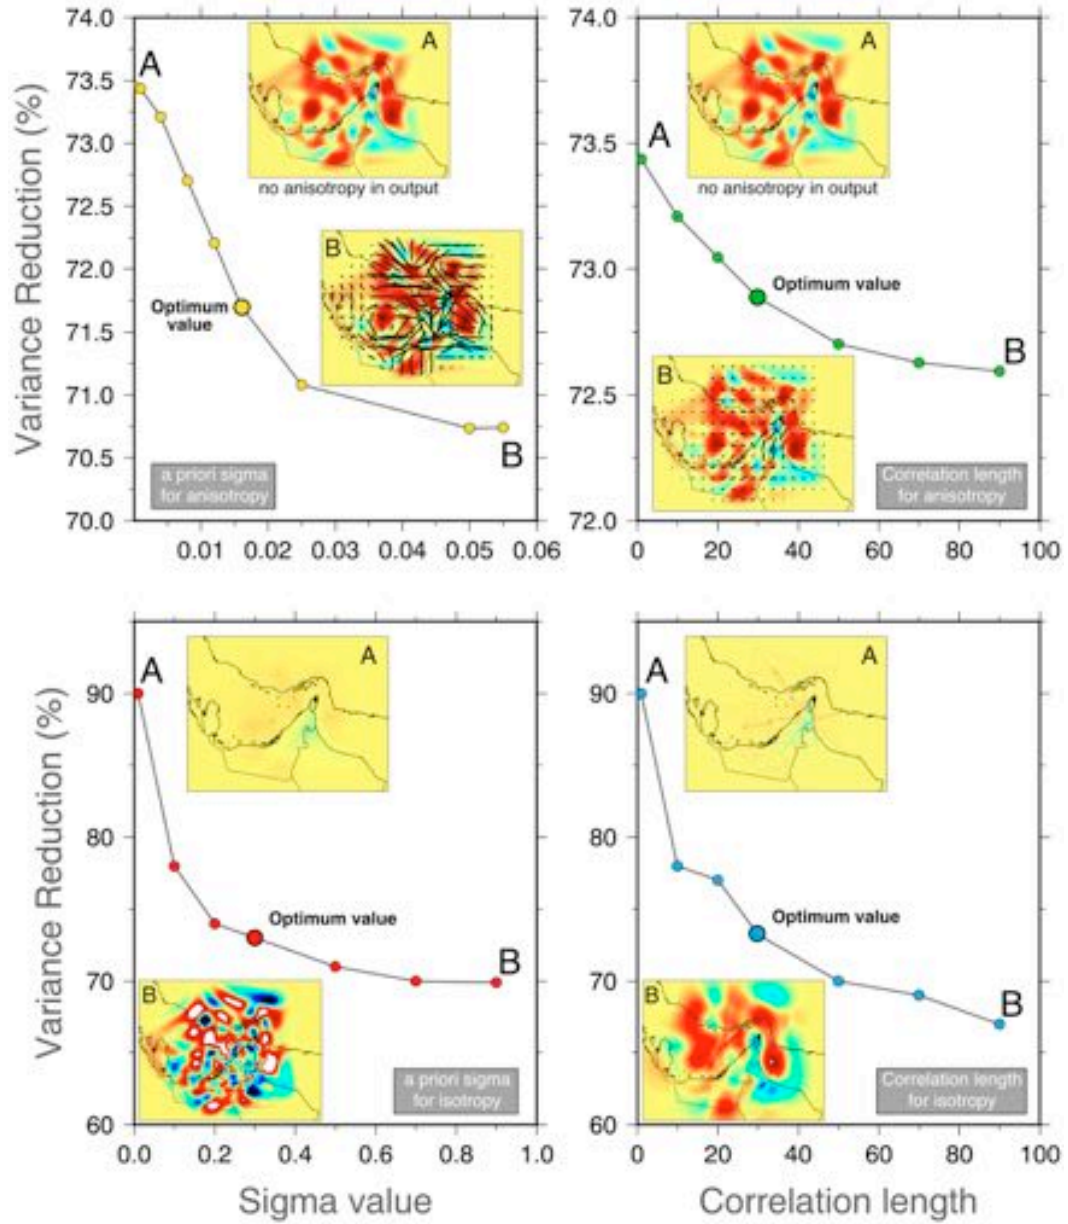 Variance Reduction (%)
74.0
73.5
73.0
72.5
72.0
71.5
71.0
70.5
70.0
A
A
no anisotropy in output
B
Optimum
value
B
a priori sigma
for anisotropy
0.01 0.02 0.03 0.04 0.05 0.06
74.0
73.5
73.0
72.5
72.0
A
A
no anisotropy in output
Optimum value
B
B
Correlation length
for anisotropy
0 20 40 60 80 100
Variance Reduction (%)
90
80
70
60
A
A
Optimum value
B
B
a priori sigma
for isotropy
0.0 0.2 0.4 0.6 0.8 1.0
Sigma value
90
80
70
60
A
A
Optimum value
B
B
Correlation length
for isotropy
0 20 40 60 80 100
Correlation length